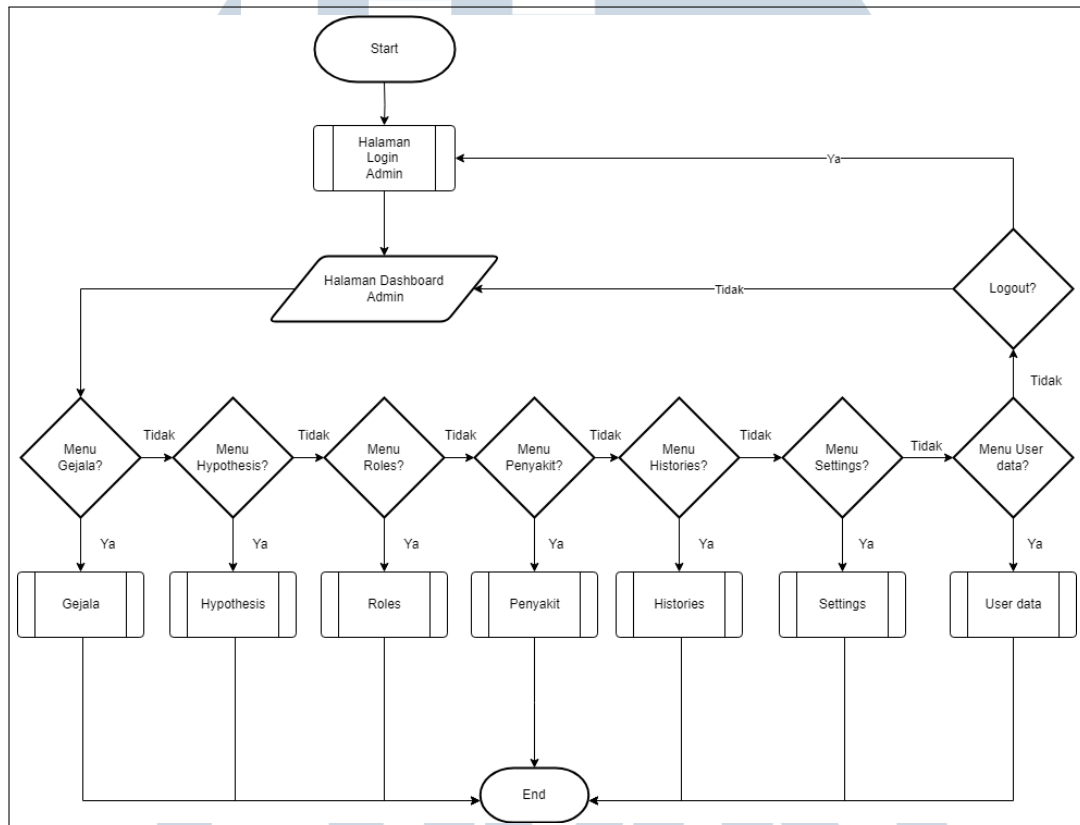 Start
Halaman
Login
Admin
Ya
Halaman Dashboard
Admin
Tidak
Logout?
Tidak
Menu
Gejala?
Tidak
Menu
Hypothesis?
Tidak
Menu
Roles?
Tidak
Menu
Penyakit?
Tidak
Menu
Histories?
Tidak
Menu
Settings?
Tidak
Menu User
data?
Ya
Ya
Ya
Ya
Ya
Ya
Ya
Gejala
Hypothesis
Roles
Penyakit
Histories
Settings
User data
End